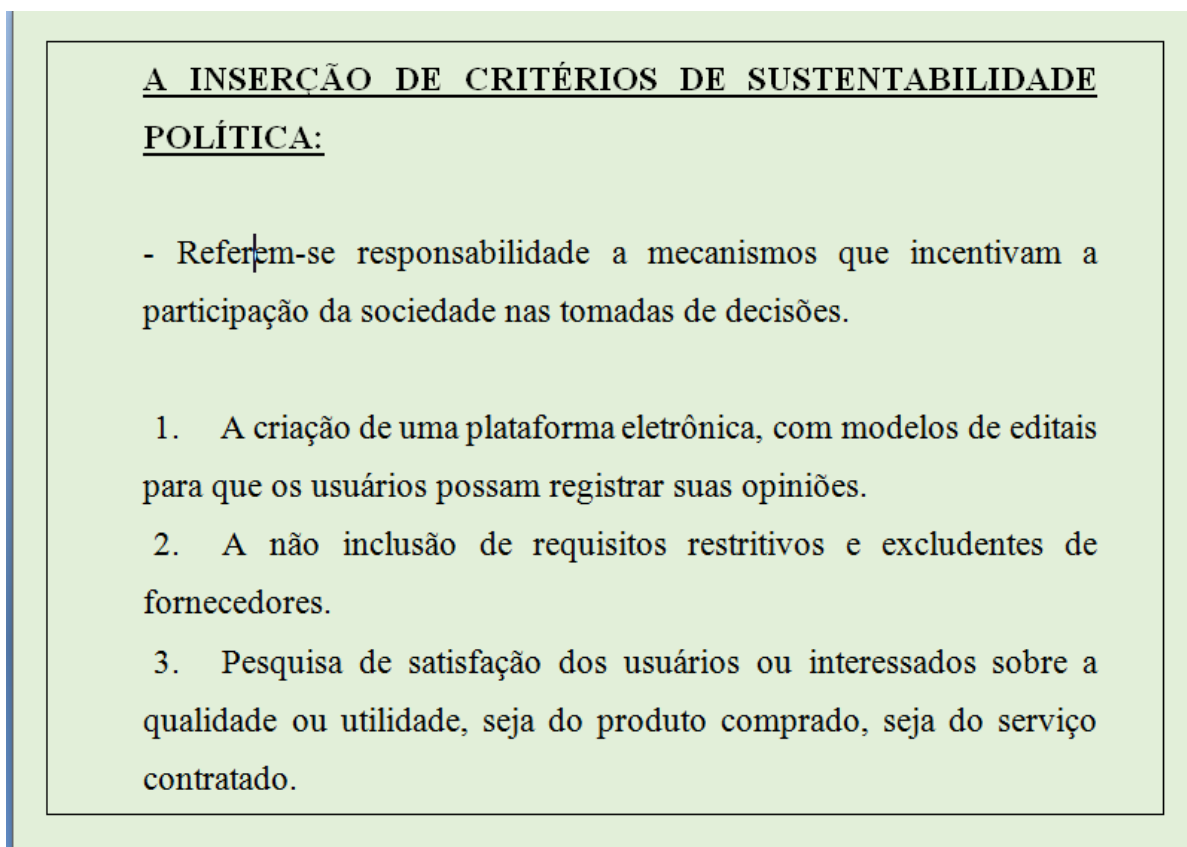 A INSERÇÃO DE CRITÉRIOS DE SUSTENTABILIDADE
POLÍTICA:
- Referem-se responsabilidade a mecanismos que incentivam a
participação da sociedade nas tomadas de decisões.
1. A criação de uma plataforma eletrônica, com modelos de editais
para que os usuários possam registrar suas opiniões.
2. A não inclusão de requisitos restritivos e excludentes de
fornecedores.
3. Pesquisa de satisfação dos usuários ou interessados sobre a
qualidade ou utilidade, seja do produto comprado, seja do serviço
contratado.